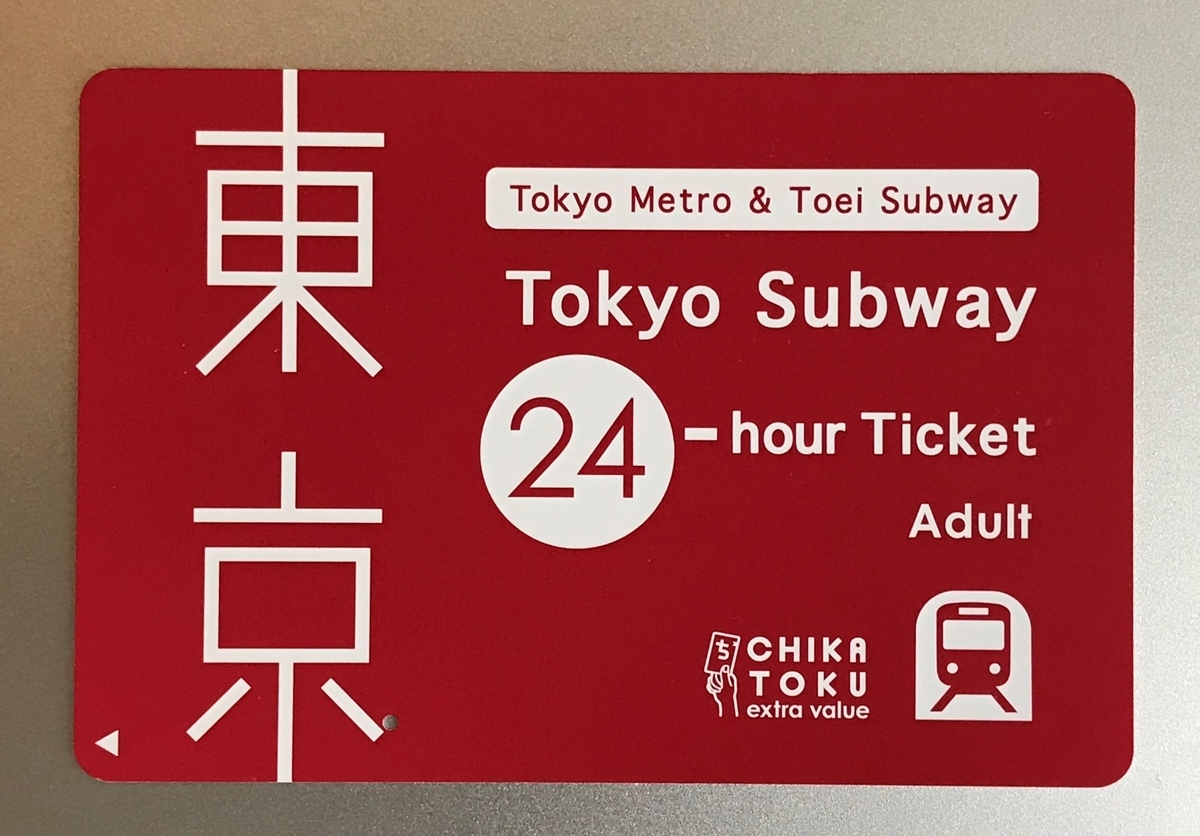 東京
Tokyo Metro & Toei Subway
Tokyo Subway
24-hour Ticket
Adult
ち
CHIKA
TOKU
extra value